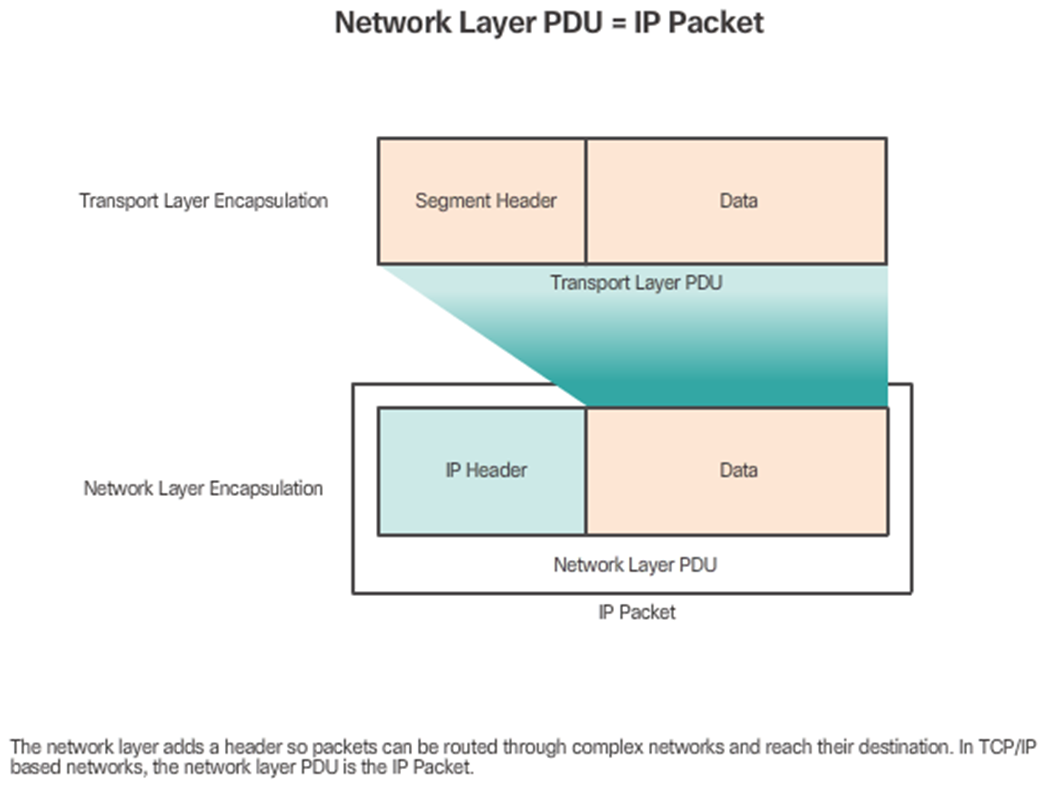 Network Layer PDU = IP Packet
Transport Layer Encapsulation
Segment Header
Data
Transport Layer PDU
Network Layer Encapsulation
IP Header
Data
Network Layer PDU
IP Packet
The network layer adds a header so packets can be routed through complex networks and reach their destination. In TCP/IP
based networks, the network layer PDU is the IP Packet.